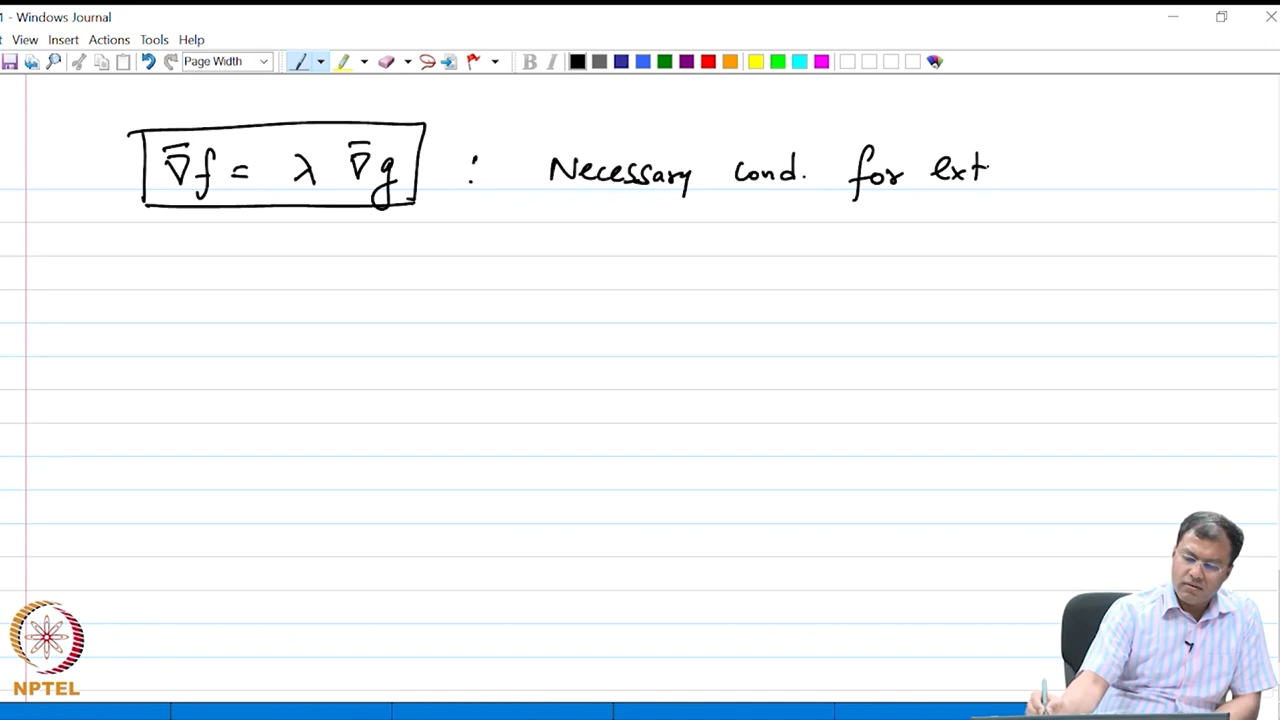 1 - Windows Journal
t View Insert Actions Tools Help
Page Width
B I
∇̄f = λ ∇̄g : Necessary cond. for ext
NPTEL